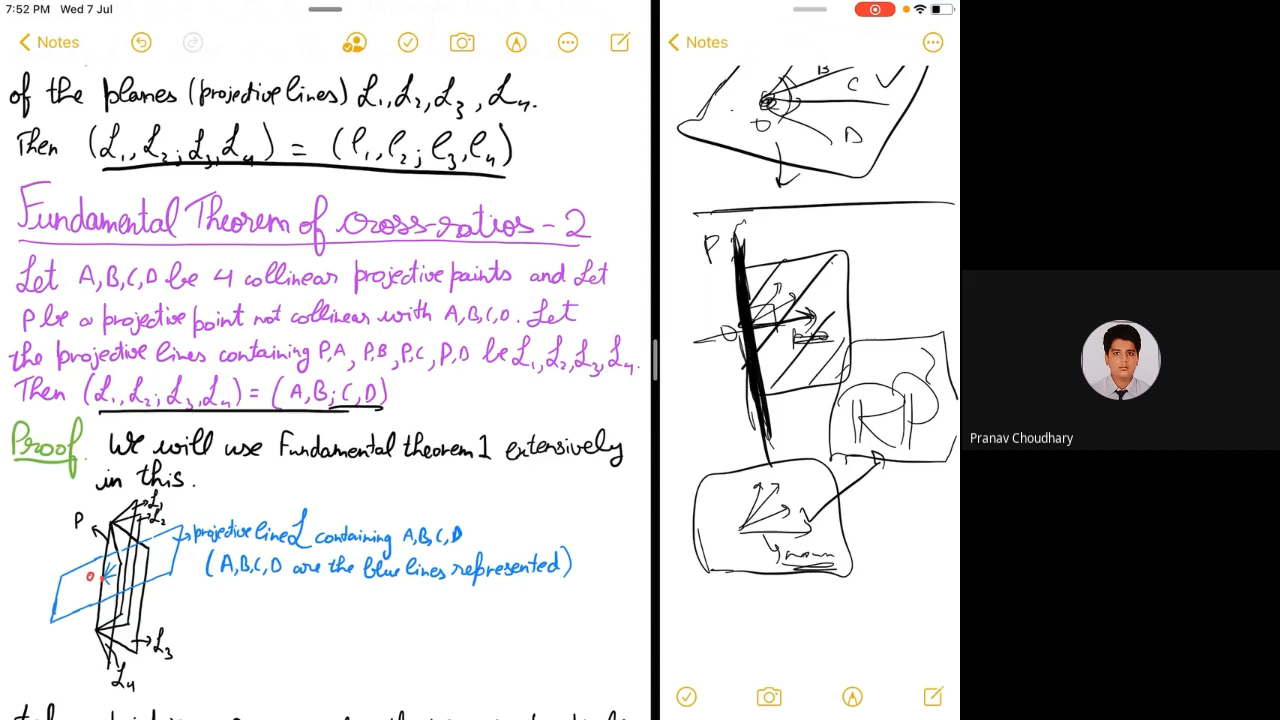 7:52 PM Wed 7 Jul
Notes
of the planes (projective lines) ℒ₁, ℒ₂, ℒ₃, ℒ₄.
Then (ℒ₁, ℒ₂; ℒ₃, ℒ₄) = (ℓ₁, ℓ₂; ℓ₃, ℓ₄)
Fundamental Theorem of Cross-ratios - 2
Let A, B, C, D be 4 collinear projective points and Let
P be a projective point not collinear with A, B, C, D. Let
the projective lines containing P,A, P,B, P,C, P,D be ℒ₁, ℒ₂, ℒ₃, ℒ₄.
Then (ℒ₁, ℒ₂; ℒ₃, ℒ₄) = (A, B; C, D)
Proof. We will use Fundamental theorem 1 extensively
in this.
P
ℒ₁
ℒ₂
projective line ℒ containing A, B, C, D
(A, B, C, D are the blue lines represented)
O
ℒ₃
ℒ₄
Notes
B
C
O
D
P
O
RP²
Pranav Choudhary